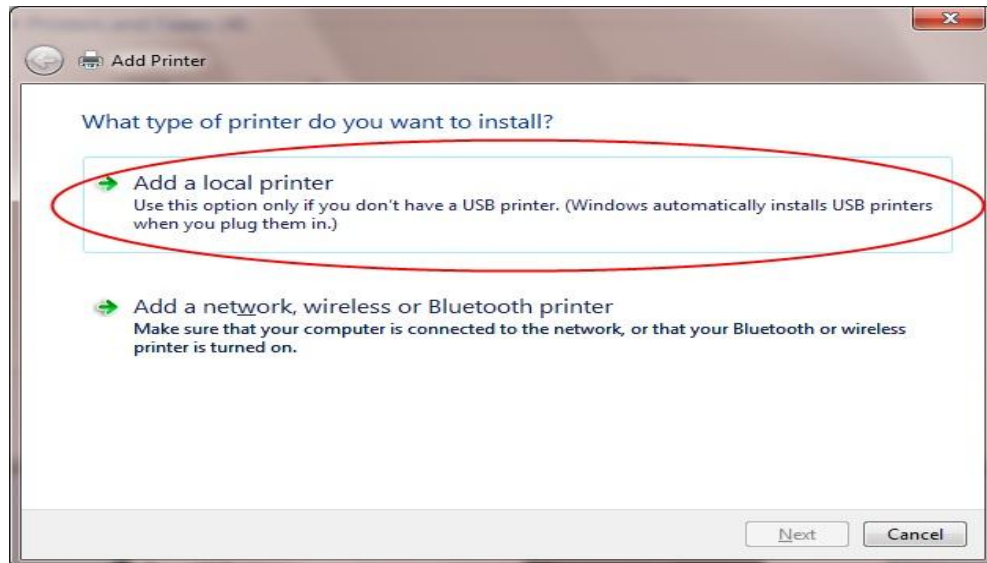 Add Printer
What type of printer do you want to install?
Add a local printer
Use this option only if you don't have a USB printer. (Windows automatically installs USB printers
when you plug them in.)
Add a network, wireless or Bluetooth printer
Make sure that your computer is connected to the network, or that your Bluetooth or wireless
printer is turned on.
Next
Cancel